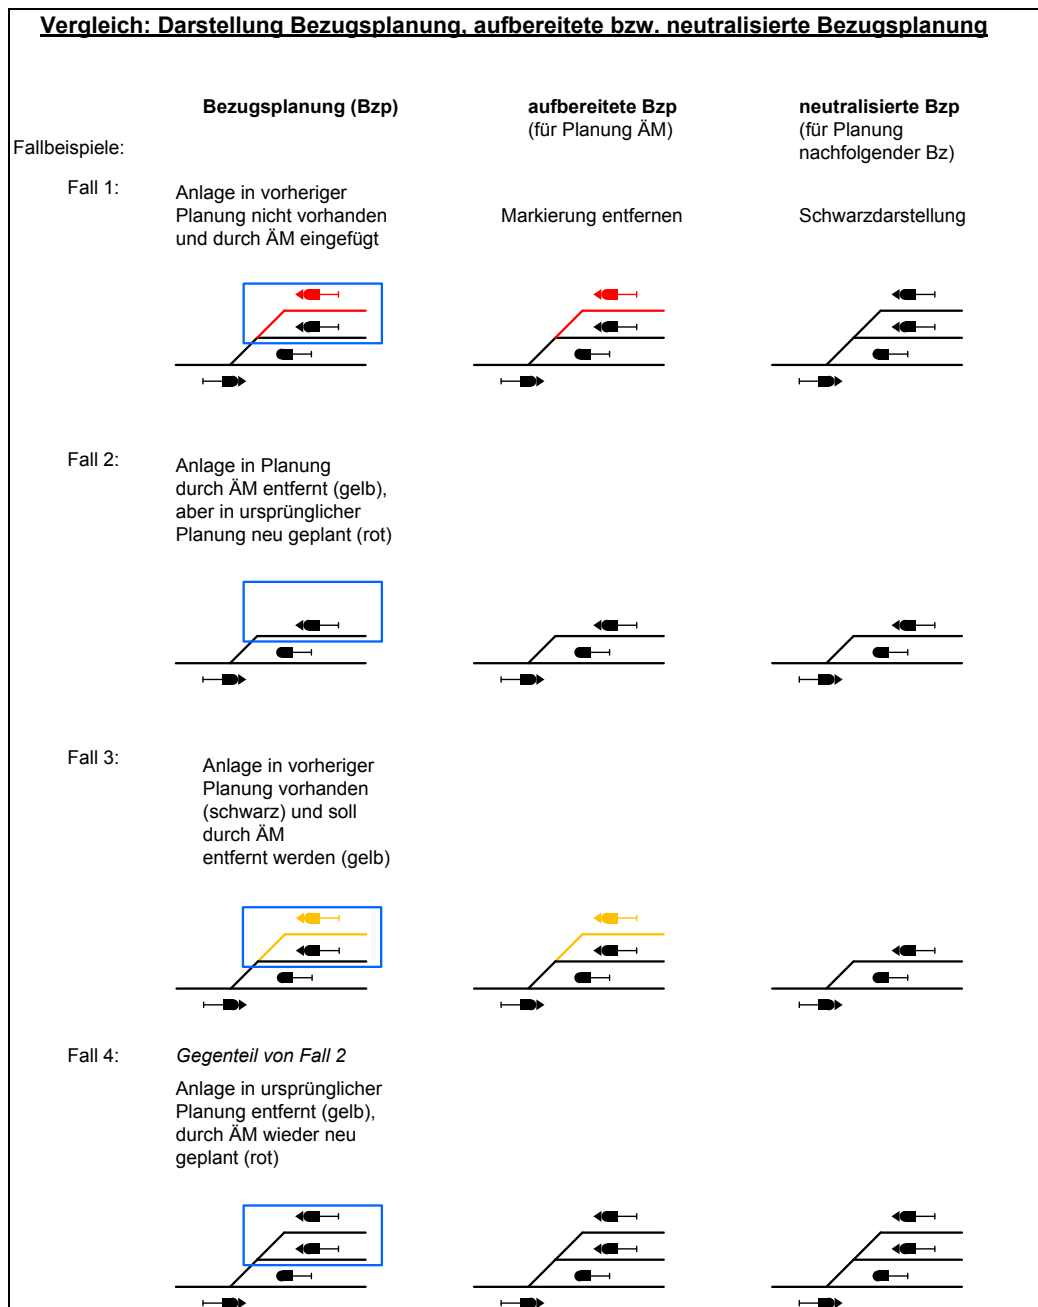 Vergleich: Darstellung Bezugsplanung, aufbereitete bzw. neutralisierte Bezugsplanung
Bezugsplanung (Bzp)
aufbereitete Bzp
(für Planung ÄM)
neutralisierte Bzp
(für Planung
nachfolgender Bz)
Fallbeispiele:
Fall 1:
Anlage in vorheriger
Planung nicht vorhanden
und durch ÄM eingefügt
Markierung entfernen
Schwarzdarstellung
Fall 2:
Anlage in Planung
durch ÄM entfernt (gelb),
aber in ursprünglicher
Planung neu geplant (rot)
Fall 3:
Anlage in vorheriger
Planung vorhanden
(schwarz) und soll
durch ÄM
entfernt werden (gelb)
Fall 4:
Gegenteil von Fall 2
Anlage in ursprünglicher
Planung entfernt (gelb),
durch ÄM wieder neu
geplant (rot)